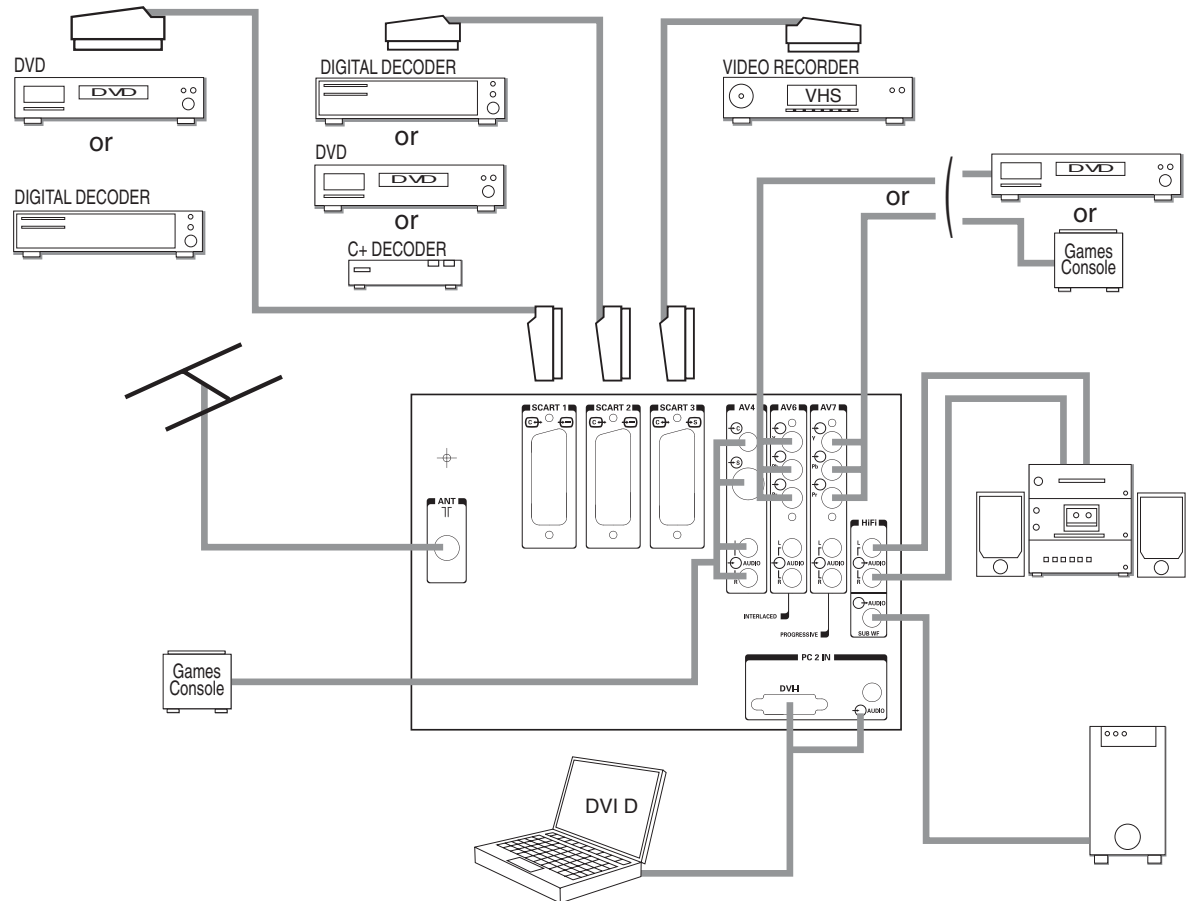 DVD
DVD
or
DIGITAL DECODER
DIGITAL DECODER
or
DVD
DVD
or
C+ DECODER
VIDEO RECORDER
VHS
or
DVD
or
Games
Console
SCART 1
C
SCART 2
C
SCART 3
C S
AV4
C
S
L
AUDIO
R
AV6
Y
Pb
Pr
L
AUDIO
R
INTERLACED
AV7
Y
Pb
Pr
L
AUDIO
R
PROGRESSIVE
ANT
HiFi
L
AUDIO
R
AUDIO
SUB WF
PC 2 IN
DVI-I
AUDIO
Games
Console
DVI D